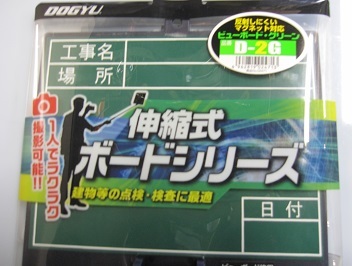 DOGYU
反射しにくい
マグネット対応
ビューボード・グリーン
D-2G
工事名
場所
1人でラクラク
撮影可能!!
伸縮式
ボードシリーズ
建物等の点検・検査に最適
日付